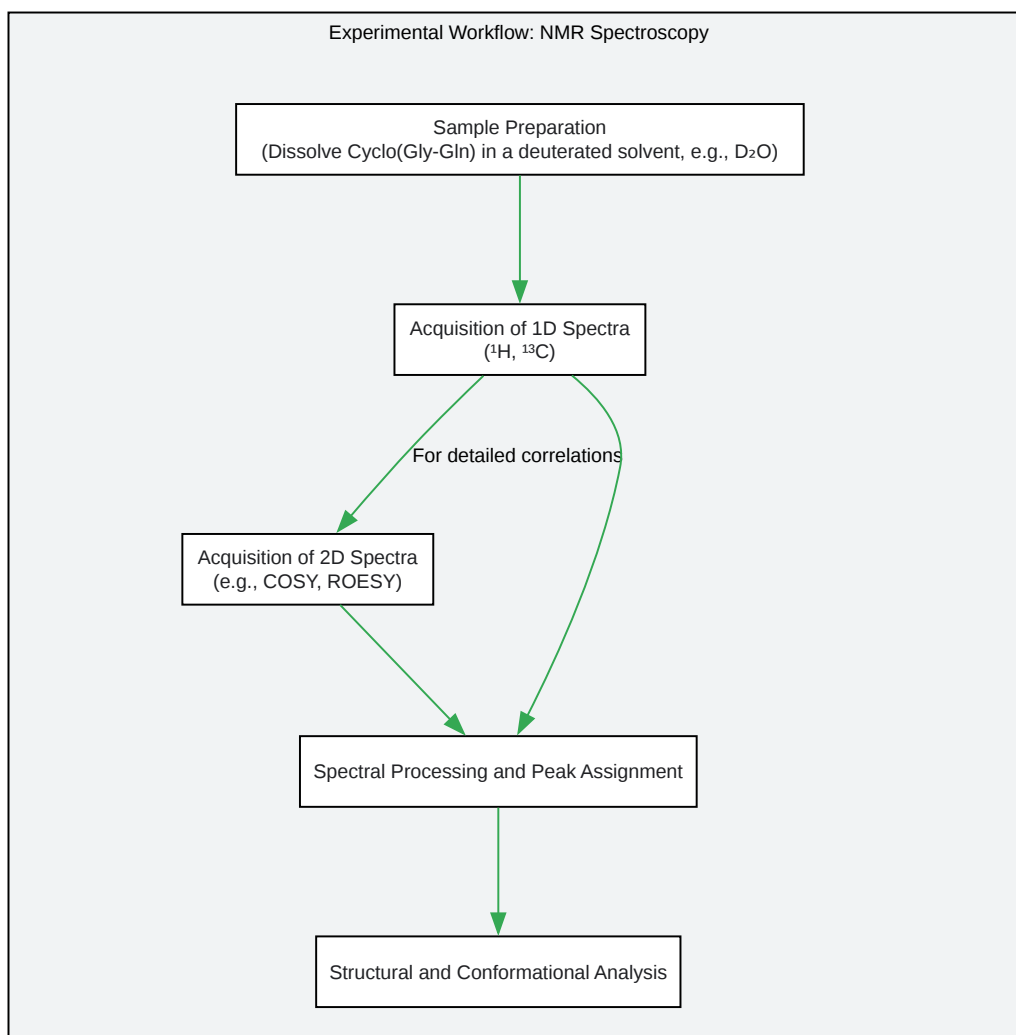 Experimental Workflow: NMR Spectroscopy
Sample Preparation
(Dissolve Cyclo(Gly-Gln) in a deuterated solvent, e.g., D₂O)
Acquisition of 1D Spectra
(¹H, ¹³C)
For detailed correlations
Acquisition of 2D Spectra
(e.g., COSY, ROESY)
Spectral Processing and Peak Assignment
Structural and Conformational Analysis